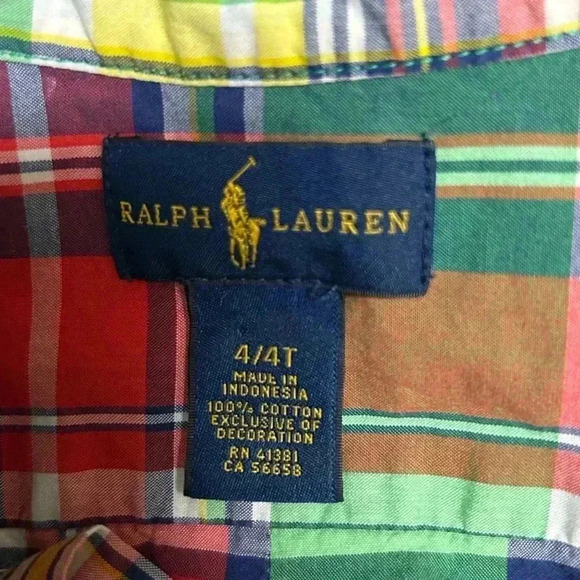 RALPH LAUREN
4/4T
MADE IN
INDONESIA
100% COTTON
EXCLUSIVE OF
DECORATION
RN 41381
CA 56658